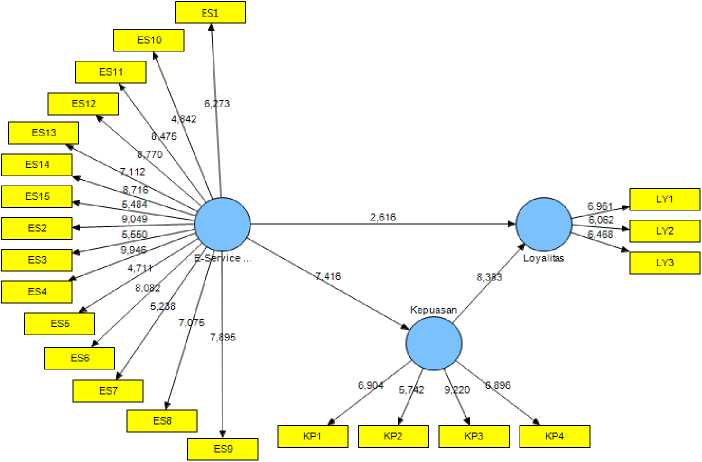 ES1
ES10
ES11
ES12
ES13
ES14
ES15
ES2
ES3
ES4
ES5
ES6
ES7
ES8
ES9
6,273
4,842
6,475
6,770
7,112
8,716
5,484
9,049
5,550
9,946
4,711
8,082
5,238
7,075
7,895
E-Service ...
2,616
7,416
8,383
Loyalitas
6,961
6,062
6,468
LY1
LY2
LY3
Kepuasan
6,904
5,742
9,220
6,896
KP1
KP2
KP3
KP4